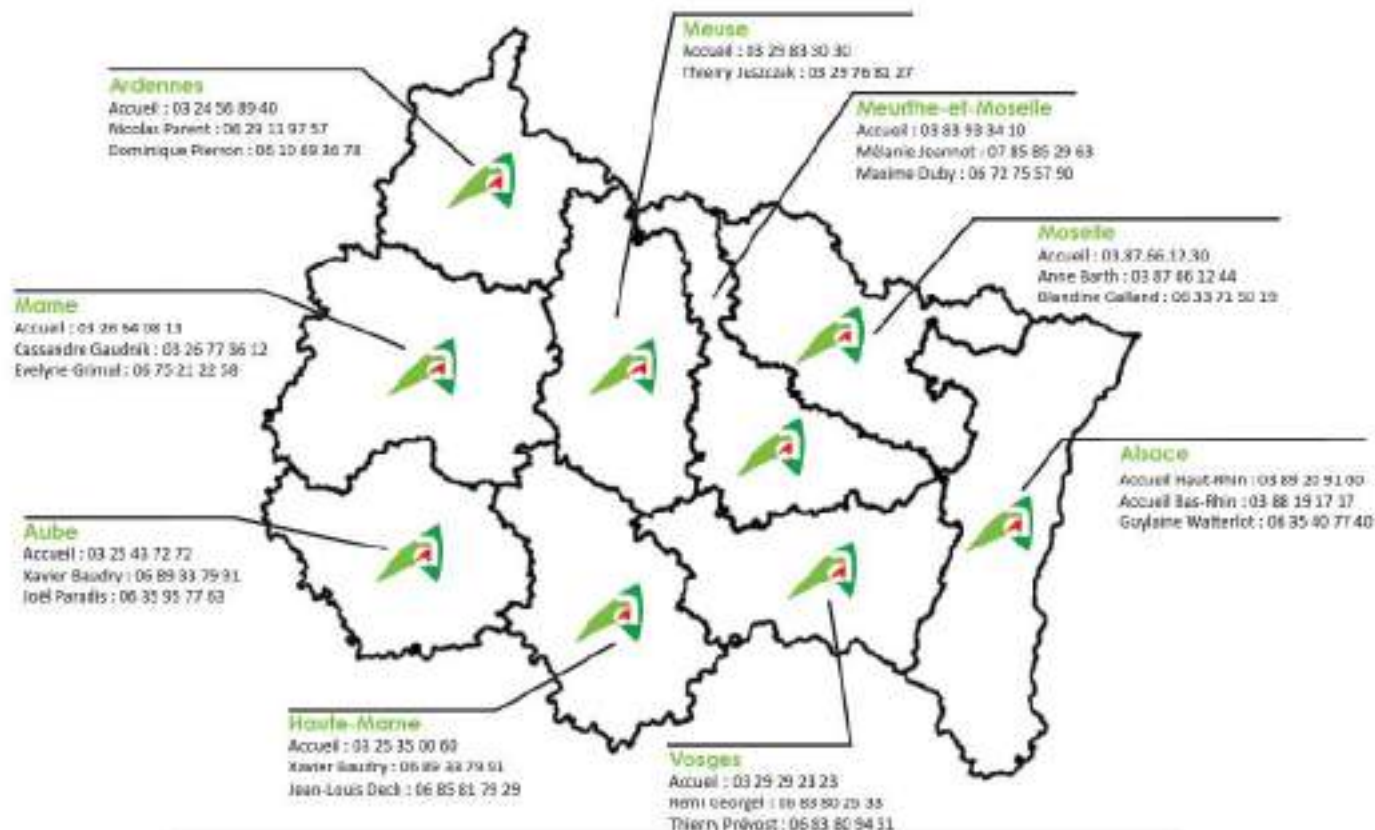 Meuse
Accueil : 03 29 83 30 30
Thierry Juszczak : 03 29 76 81 27
Ardennes
Accueil : 03 24 56 89 40
Nicolas Parent : 06 29 11 97 57
Dominique Pierron : 06 10 69 36 78
Meurthe-et-Moselle
Accueil : 03 83 93 34 10
Mélanie Jeannot : 07 85 85 29 63
Maxime Duby : 06 72 75 57 90
Moselle
Accueil : 03.87.66.12.30
Anne Barth : 03 87 66 12 44
Blandine Galland : 06 33 71 50 19
Marne
Accueil : 03 26 64 08 13
Cassandre Gaudnik : 03 26 77 36 12
Evelyne Grimal : 06 75 21 22 58
Alsace
Accueil Haut-Rhin : 03 89 20 91 00
Accueil Bas-Rhin : 03 88 19 17 17
Guylaine Watterlot : 06 35 40 77 40
Aube
Accueil : 03 25 43 72 72
Xavier Baudry : 06 89 33 79 91
Joël Paradis : 06 35 95 77 63
Haute-Marne
Accueil : 03 25 35 00 60
Xavier Baudry : 06 89 33 79 91
Jean-Louis : 06 85 81 79 29
Vosges
Accueil : 03 29 29 23 23
Rémi Georgel : 06 83 80 25 33
Thierry Prévost : 06 83 80 94 51